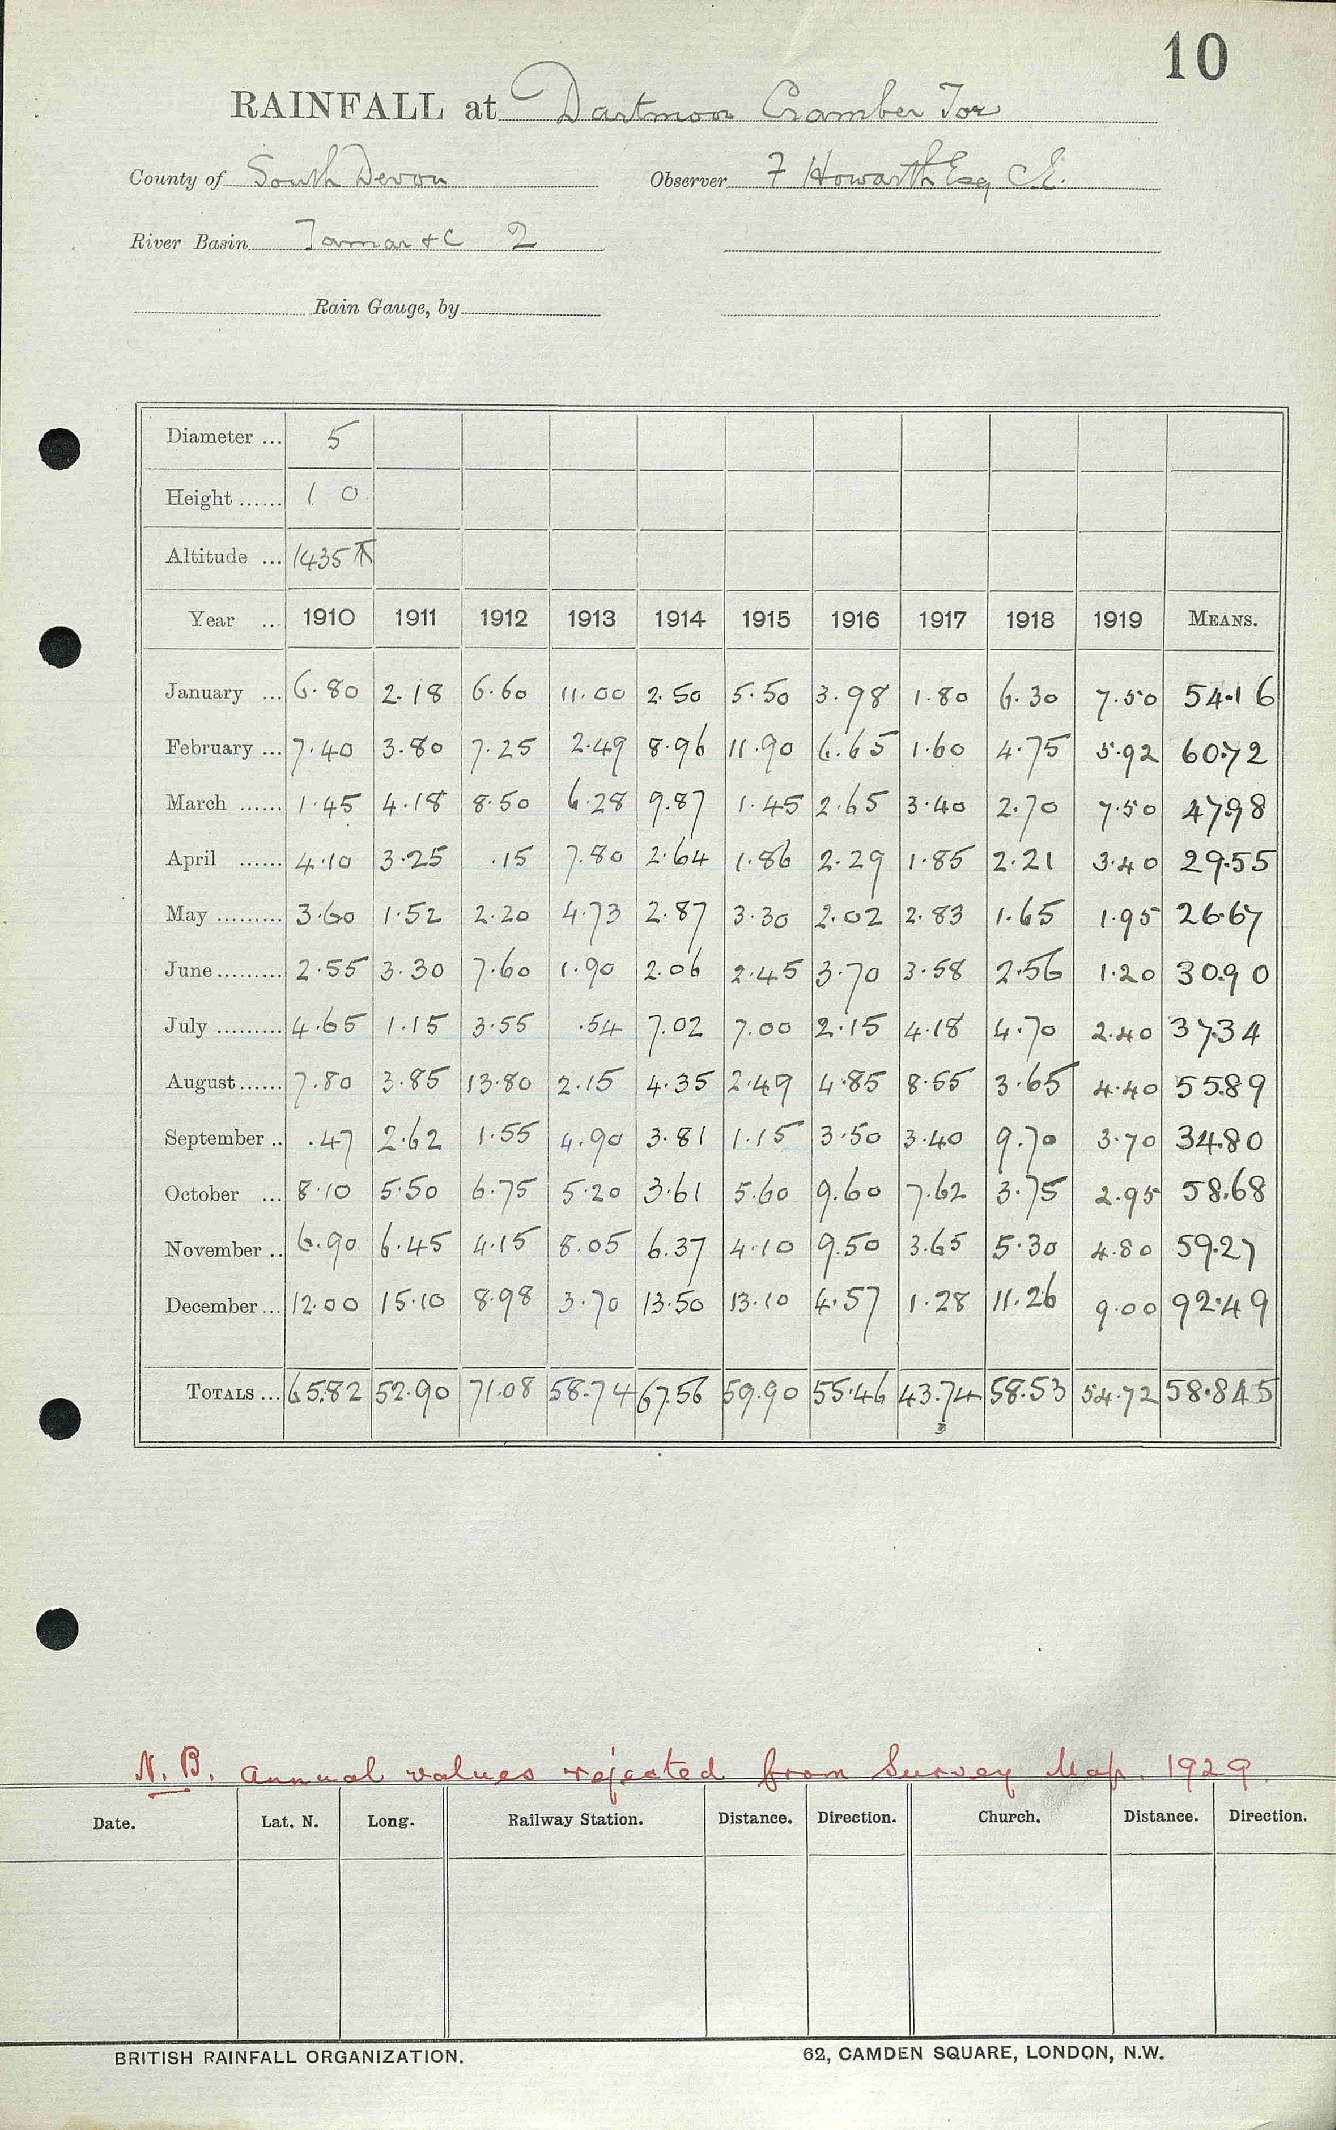 10
RAINFALL at Dartmoor Cramber Tor
County of South Devon Observer F Howarth Esq C.E.
River Basin Tamar &c 2
Rain Gauge, by
Diameter ... 5
Height ...... 1 0
Altitude ... 1435
Year .. 1910 1911 1912 1913 1914 1915 1916 1917 1918 1919 MEANS.
January ... 6.80 2.18 6.60 11.00 2.50 5.50 3.98 1.80 6.30 7.50 54.16
February ... 7.40 3.80 7.25 2.49 8.96 11.90 6.65 1.60 4.75 5.92 60.72
March ...... 1.45 4.18 8.50 6.28 9.87 1.45 2.65 3.40 2.70 7.50 47.98
April ...... 4.10 3.25 .15 7.80 2.64 1.86 2.29 1.85 2.21 3.40 29.55
May ......... 3.60 1.52 2.20 4.73 2.87 3.30 2.02 2.83 1.65 1.95 26.67
June ......... 2.55 3.30 7.60 1.90 2.06 2.45 3.70 3.58 2.56 1.20 30.90
July ......... 4.65 1.15 3.55 .54 7.02 7.00 2.15 4.18 4.70 2.40 37.34
August ...... 7.80 3.85 13.80 2.15 4.35 2.49 4.85 8.55 3.65 4.40 55.89
September .. .47 2.62 1.55 4.90 3.81 1.15 3.50 3.40 9.70 3.70 34.80
October ... 8.10 5.50 6.75 5.20 3.61 5.60 9.60 7.62 3.75 2.95 58.68
November .. 6.90 6.45 4.15 8.05 6.37 4.10 9.50 3.65 5.30 4.80 59.27
December ... 12.00 15.10 8.98 3.70 13.50 13.10 4.57 1.28 11.26 9.00 92.49
TOTALS ... 65.82 52.90 71.08 58.74 67.56 59.90 55.46 43.74 58.53 54.72 58.845
3
N.B. Annual values rejected from Survey Map. 1929.
Date. Lat. N. Long. Railway Station. Distance. Direction. Church. Distance. Direction.
BRITISH RAINFALL ORGANIZATION. 62, CAMDEN SQUARE, LONDON, N.W.